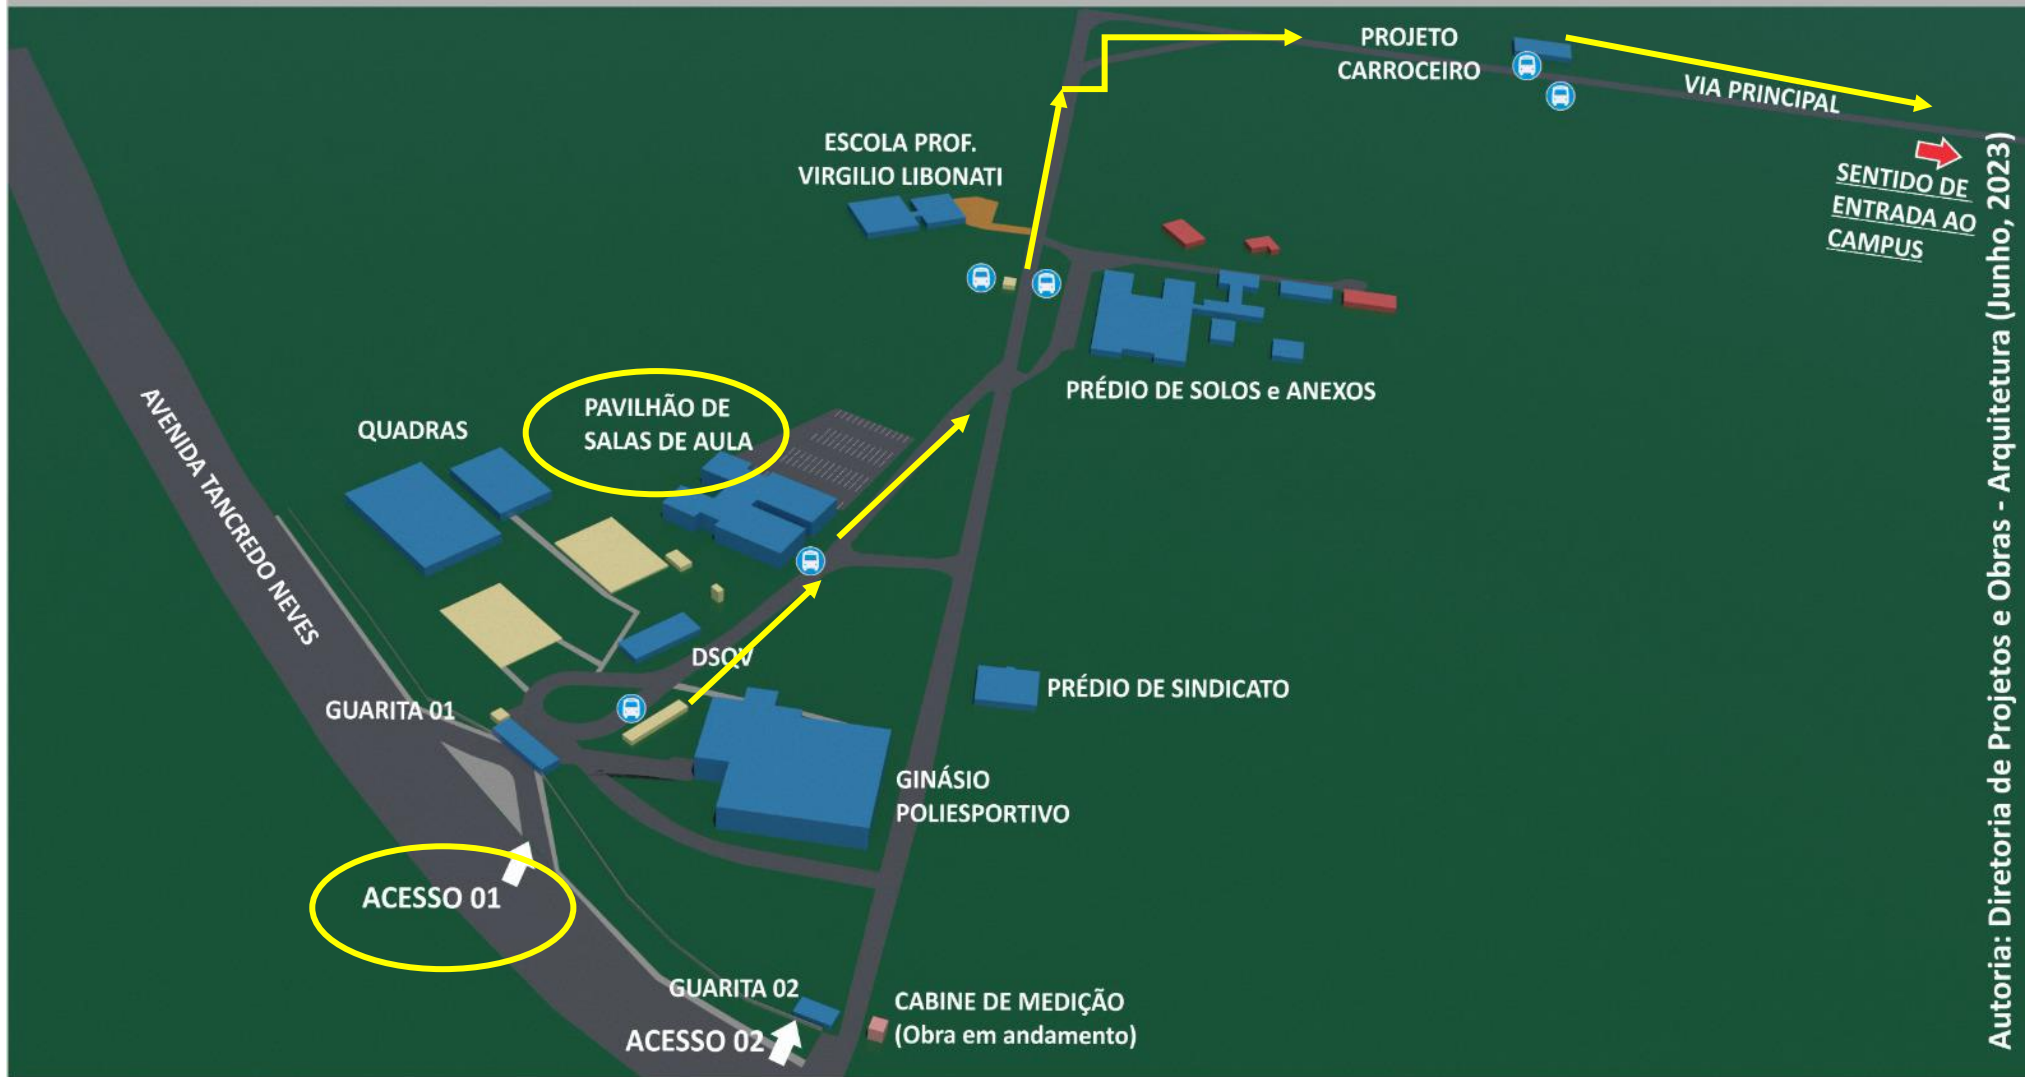 PROJETO
CARROCEIRO
VIA PRINCIPAL
ESCOLA PROF.
VIRGILIO LIBONATI
SENTIDO DE
ENTRADA AO
CAMPUS
PRÉDIO DE SOLOS e ANEXOS
PAVILHÃO DE
SALAS DE AULA
QUADRAS
AVENIDA TANCREDO NEVES
DSQV
PRÉDIO DE SINDICATO
GUARITA 01
GINÁSIO
POLIESPORTIVO
ACESSO 01
GUARITA 02
CABINE DE MEDIÇÃO
(Obra em andamento)
ACESSO 02
Autoria: Diretoria de Projetos e Obras - Arquitetura (Junho, 2023)